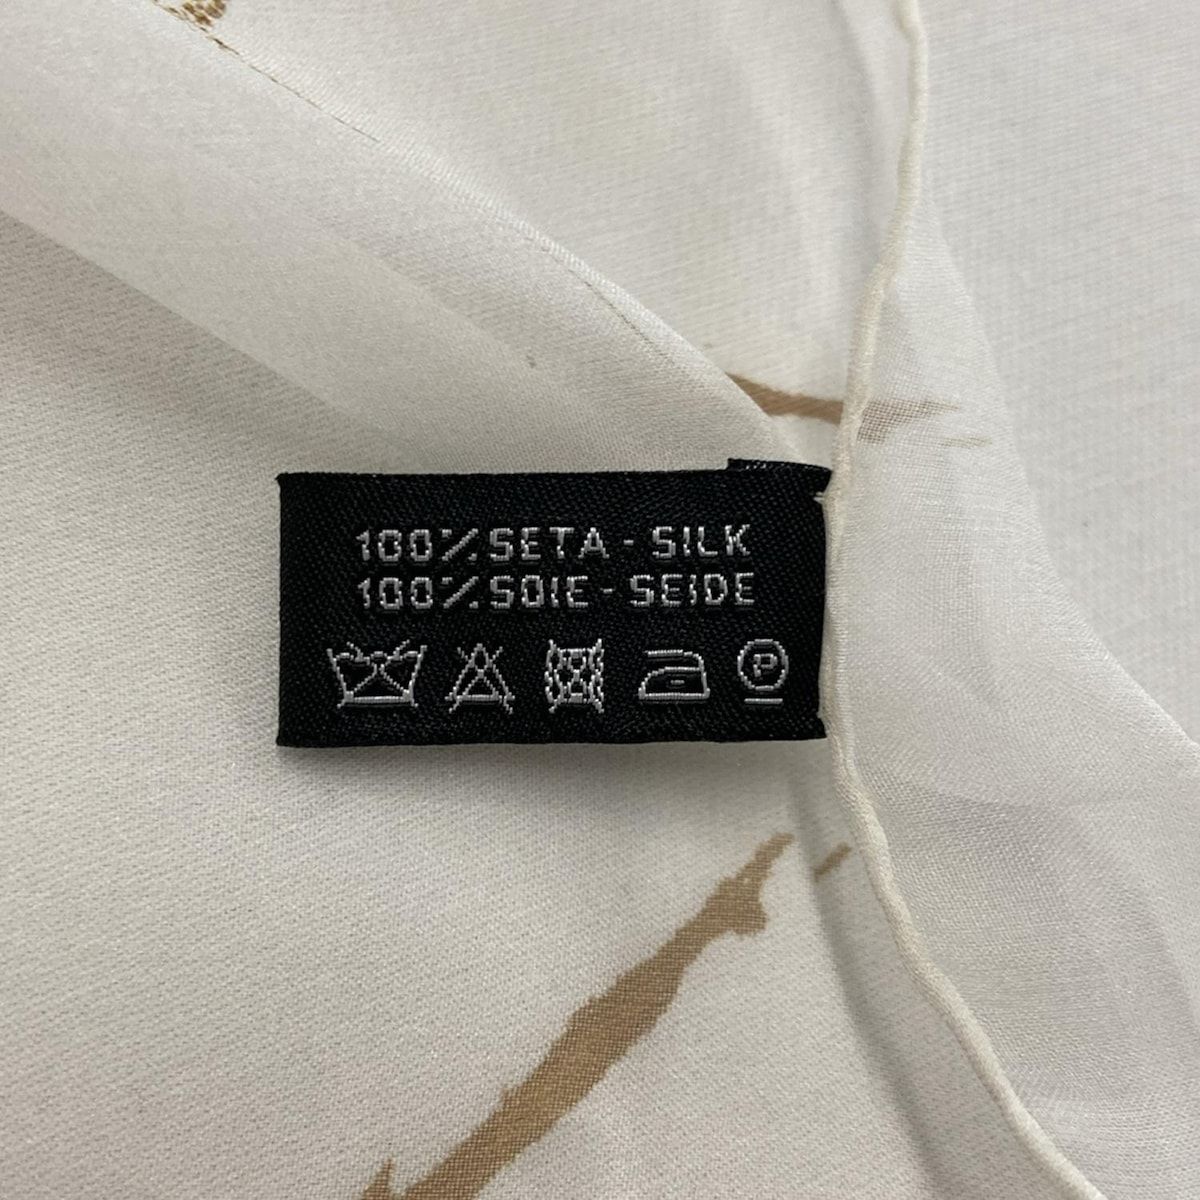 100% SETA - SILK
100% SOIE - SEIDE
P